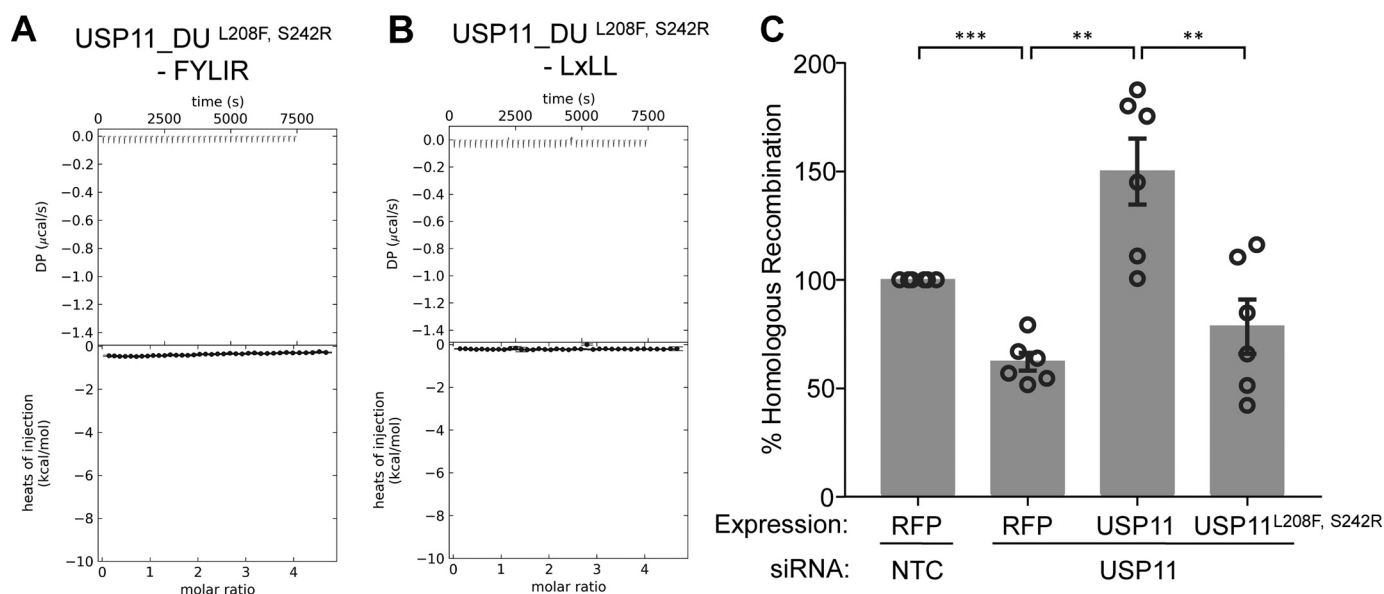 A
USP11_DU L208F, S242R
- FYLIR
time (s)
0 2500 5000 7500
0.0
−0.2
−0.4
−0.6
−0.8
−1.0
−1.2
−1.4
DP (μcal/s)
0
−2
−4
−6
−8
−10
heats of injection
(kcal/mol)
0 1 2 3 4
molar ratio
B
USP11_DU L208F, S242R
- LxLL
time (s)
0 2500 5000 7500
0.0
−0.2
−0.4
−0.6
−0.8
−1.0
−1.2
−1.4
DP (μcal/s)
0
−2
−4
−6
−8
−10
heats of injection
(kcal/mol)
0 1 2 3 4
molar ratio
C
*** ** **
200
150
100
50
0
% Homologous Recombination
Expression: RFP RFP USP11 USP11L208F, S242R
siRNA: NTC USP11